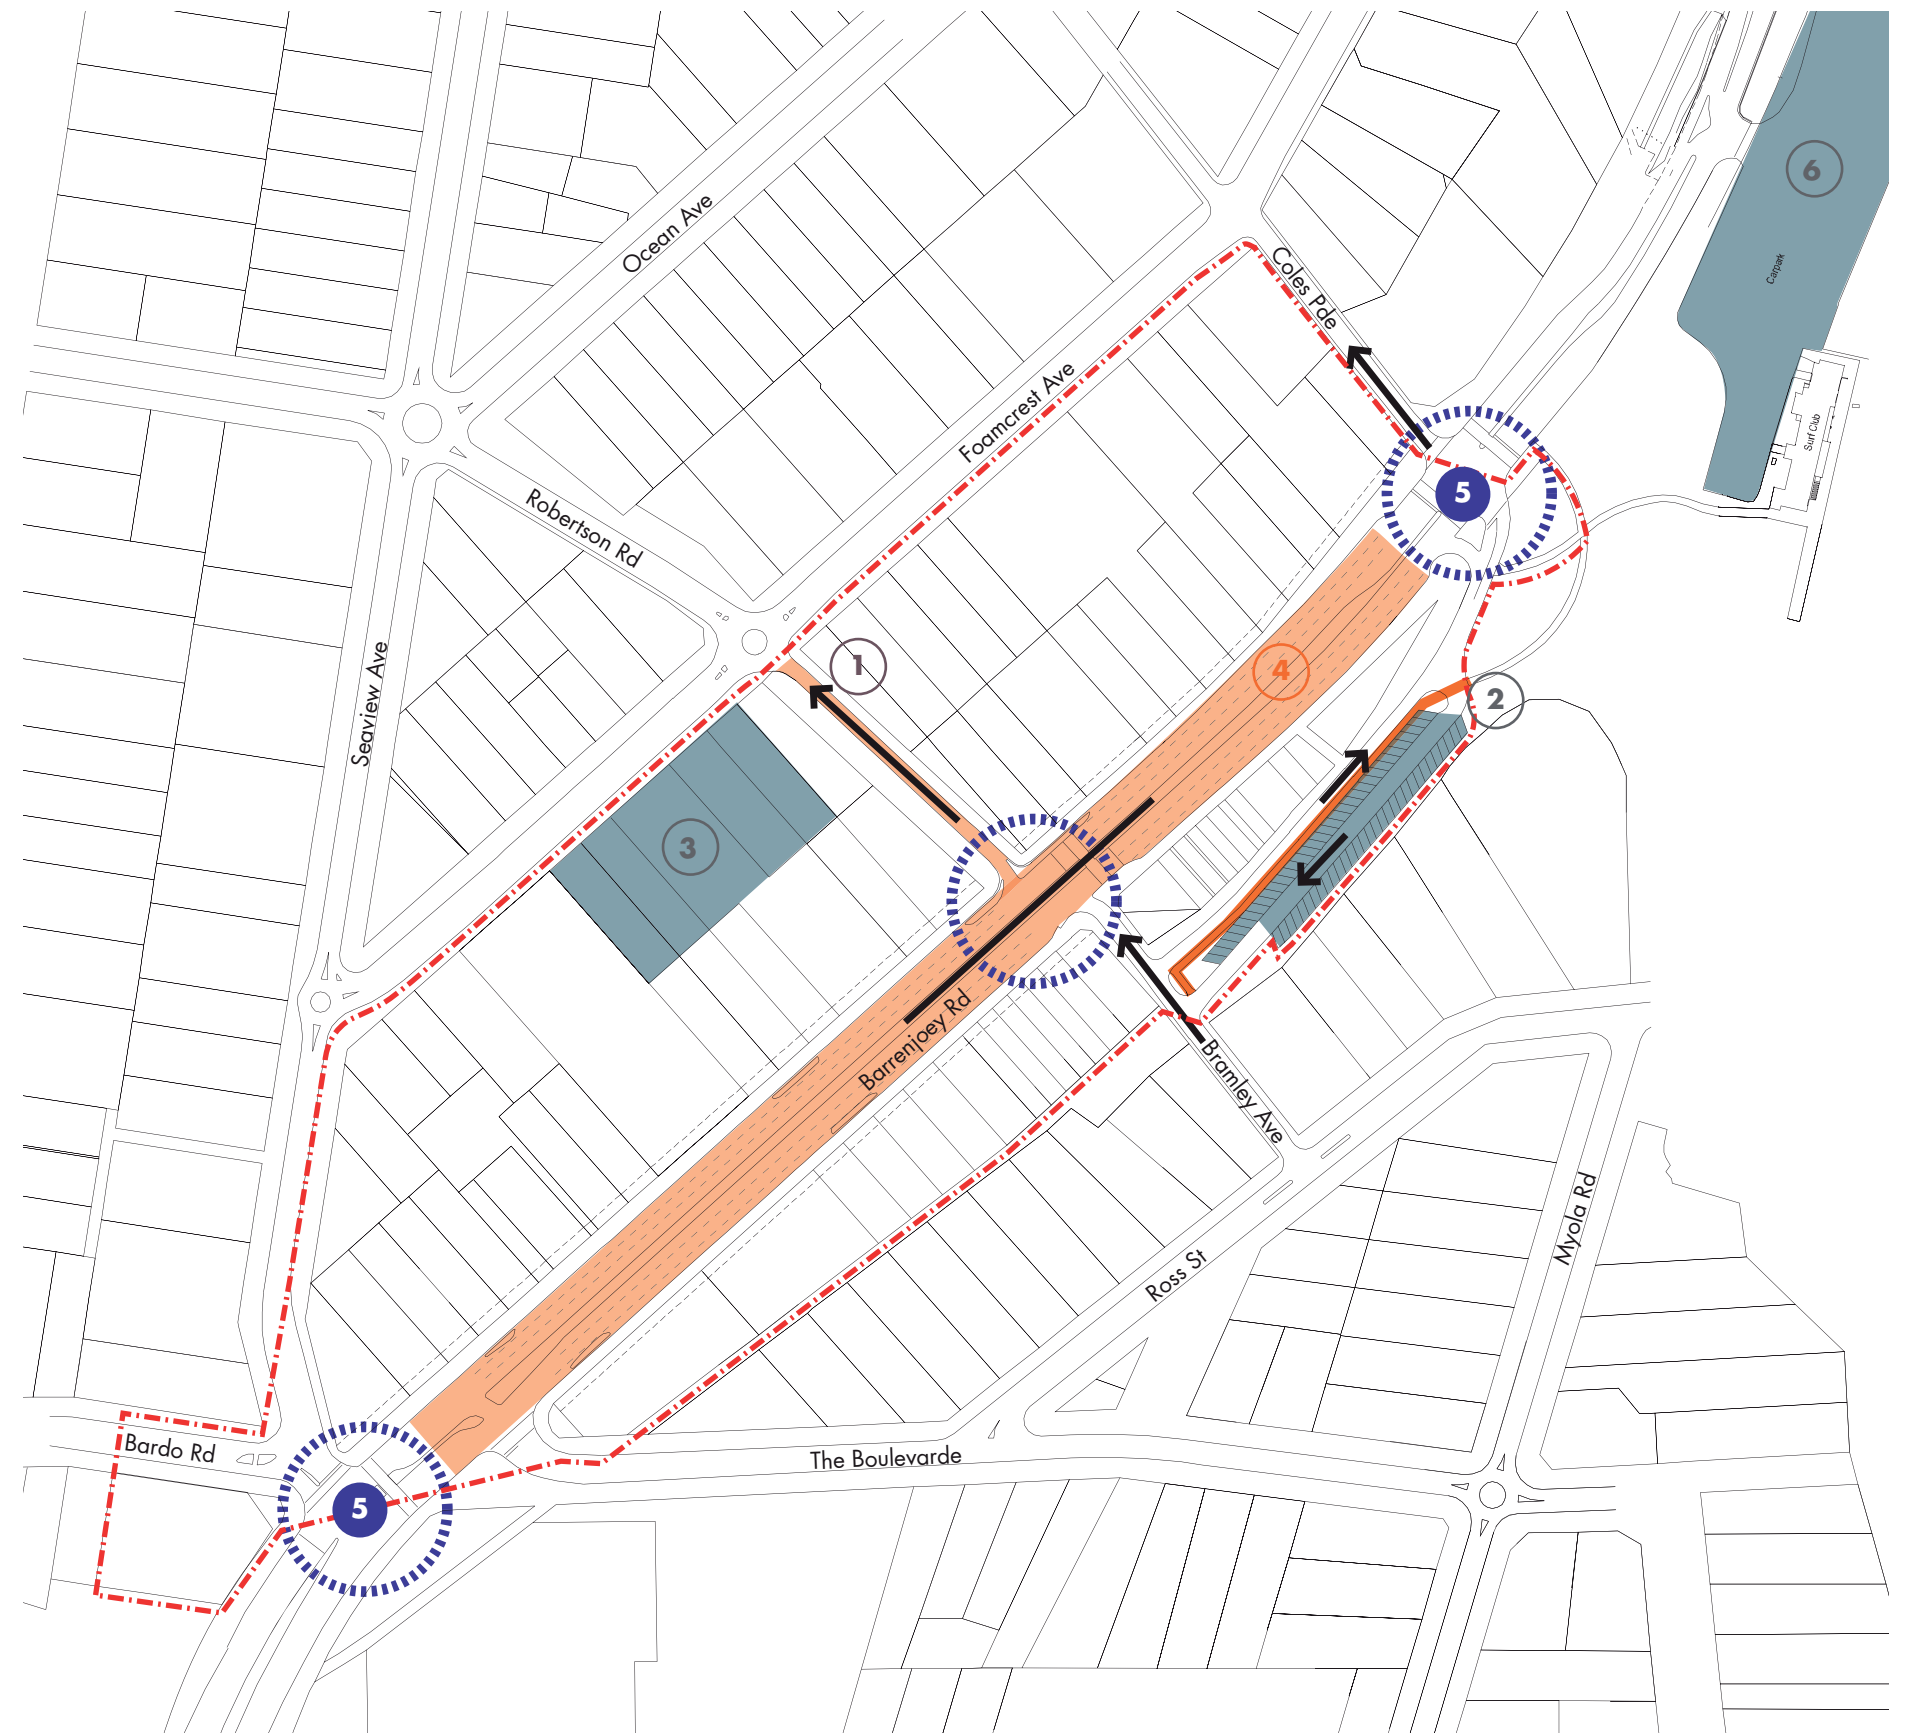 6
Ocean Ave
Coles Pde
Carpark
Foamcrest Ave
Surf Club
5
Robertson Rd
1
4
2
Seaview Ave
3
Barrenjoey Rd
Bramley Ave
Myola Rd
Ross St
Bardo Rd
The Boulevarde
5